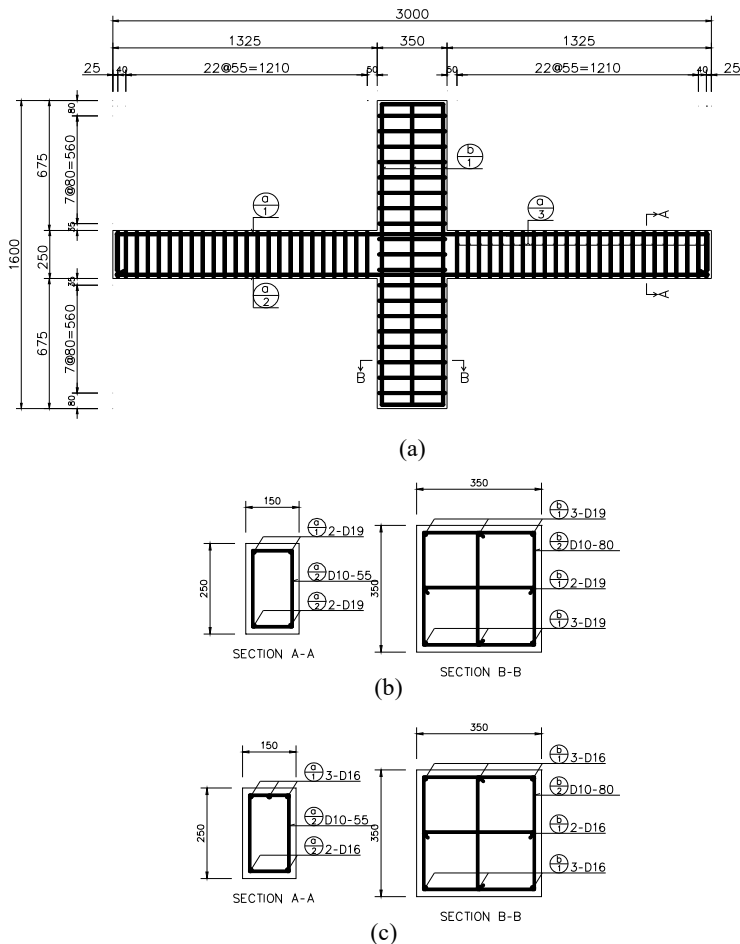 3000
1325 350 1325
25 40 22@55=1210 50 50 22@55=1210 40 25
1600
675 250 675
80 7@80=560 35 35 7@80=560 80
a
1
b
1
a
3
a
2
A
A
B B
(a)
150
250
a
1 2-D19
a
2 D10-55
a
2 2-D19
SECTION A-A
350
350
b
1 3-D19
b
2 D10-80
b
1 2-D19
b
1 3-D19
SECTION B-B
(b)
150
250
a
1 3-D16
a
2 D10-55
a
2 2-D16
SECTION A-A
350
350
b
1 3-D16
b
2 D10-80
b
1 2-D16
b
1 3-D16
SECTION B-B
(c)